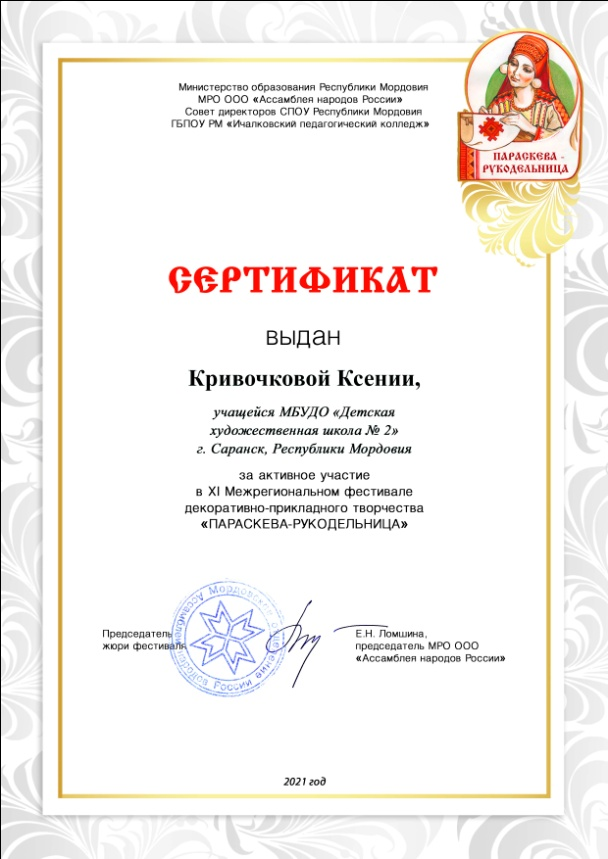 Министерство образования Республики Мордовия
МРО ООО «Ассамблея народов России»
Совет директоров СПОУ Республики Мордовия
ГБПОУ РМ «Ичалковский педагогический колледж»
ПАРАСКЕВА -
РУКОДЕЛЬНИЦА
СЕРТИФИКАТ
выдан
Кривочковой Ксении,
учащейся МБУДО «Детская
художественная школа № 2»
г. Саранск, Республики Мордовия
за активное участие
в XI Межрегиональном фестивале
декоративно-прикладного творчества
«ПАРАСКЕВА-РУКОДЕЛЬНИЦА»
Председатель
жюри фестиваля
Е.Н. Ломшина,
председатель МРО ООО
«Ассамблея народов России»
Мордовское
Ассамблея народов России
2021 год